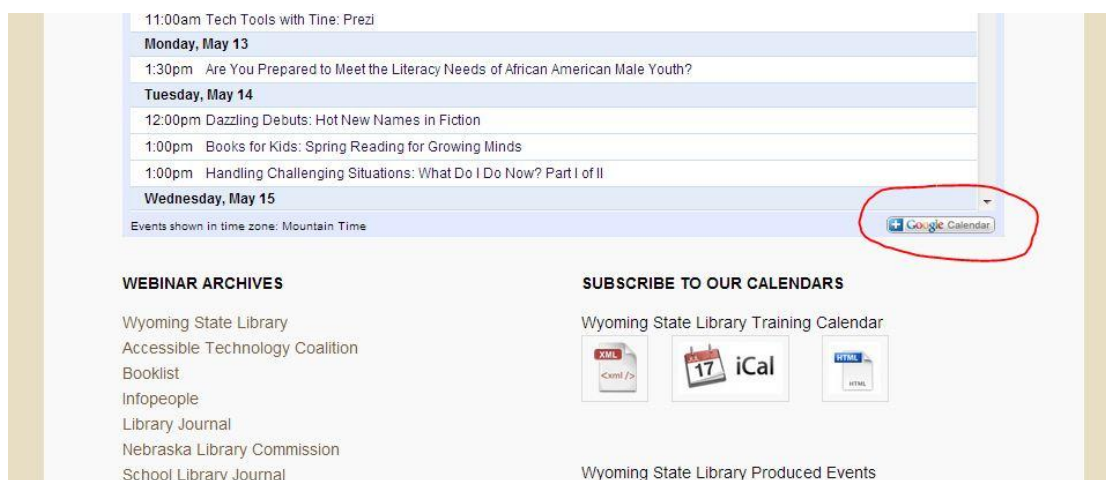 11:00am Tech Tools with Tine: Prezi
Monday, May 13
1:30pm Are You Prepared to Meet the Literacy Needs of African American Male Youth?
Tuesday, May 14
12:00pm Dazzling Debuts: Hot New Names in Fiction
1:00pm Books for Kids: Spring Reading for Growing Minds
1:00pm Handling Challenging Situations: What Do I Do Now? Part I of II
Wednesday, May 15
Events shown in time zone: Mountain Time
Google Calendar
WEBINAR ARCHIVES
Wyoming State Library
Accessible Technology Coalition
Booklist
Infopeople
Library Journal
Nebraska Library Commission
School Library Journal
SUBSCRIBE TO OUR CALENDARS
Wyoming State Library Training Calendar
XML
<xml />
17
iCal
HTML
HTML
Wyoming State Library Produced Events